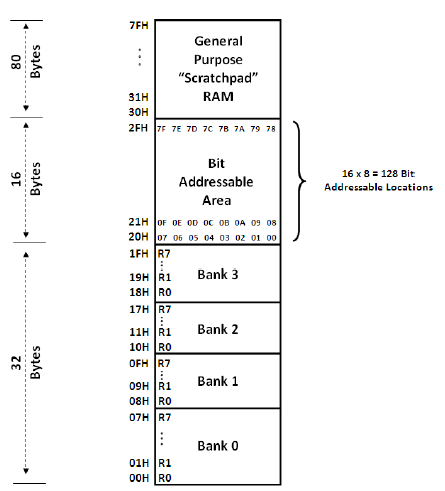 7FH
General
Purpose
"Scratchpad"
RAM
31H
30H
80
Bytes
2FH 7F 7E 7D 7C 7B 7A 79 78
Bit
Addressable
Area
21H 0F 0E 0D 0C 0B 0A 09 08
20H 07 06 05 04 03 02 01 00
16
Bytes
16 x 8 = 128 Bit
Addressable Locations
1FH R7
19H R1 Bank 3
18H R0
17H R7
11H R1 Bank 2
10H R0
0FH R7
09H R1 Bank 1
08H R0
07H R7
Bank 0
01H R1
00H R0
32
Bytes